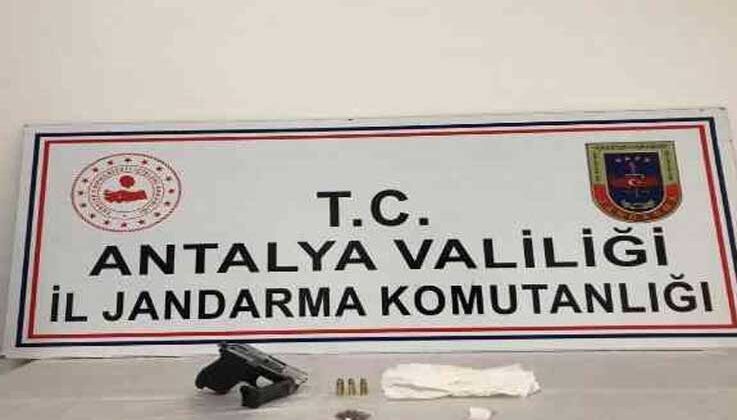 T.C.
ANTALYA VALİLİĞİ
İL JANDARMA KOMUTANLIĞI